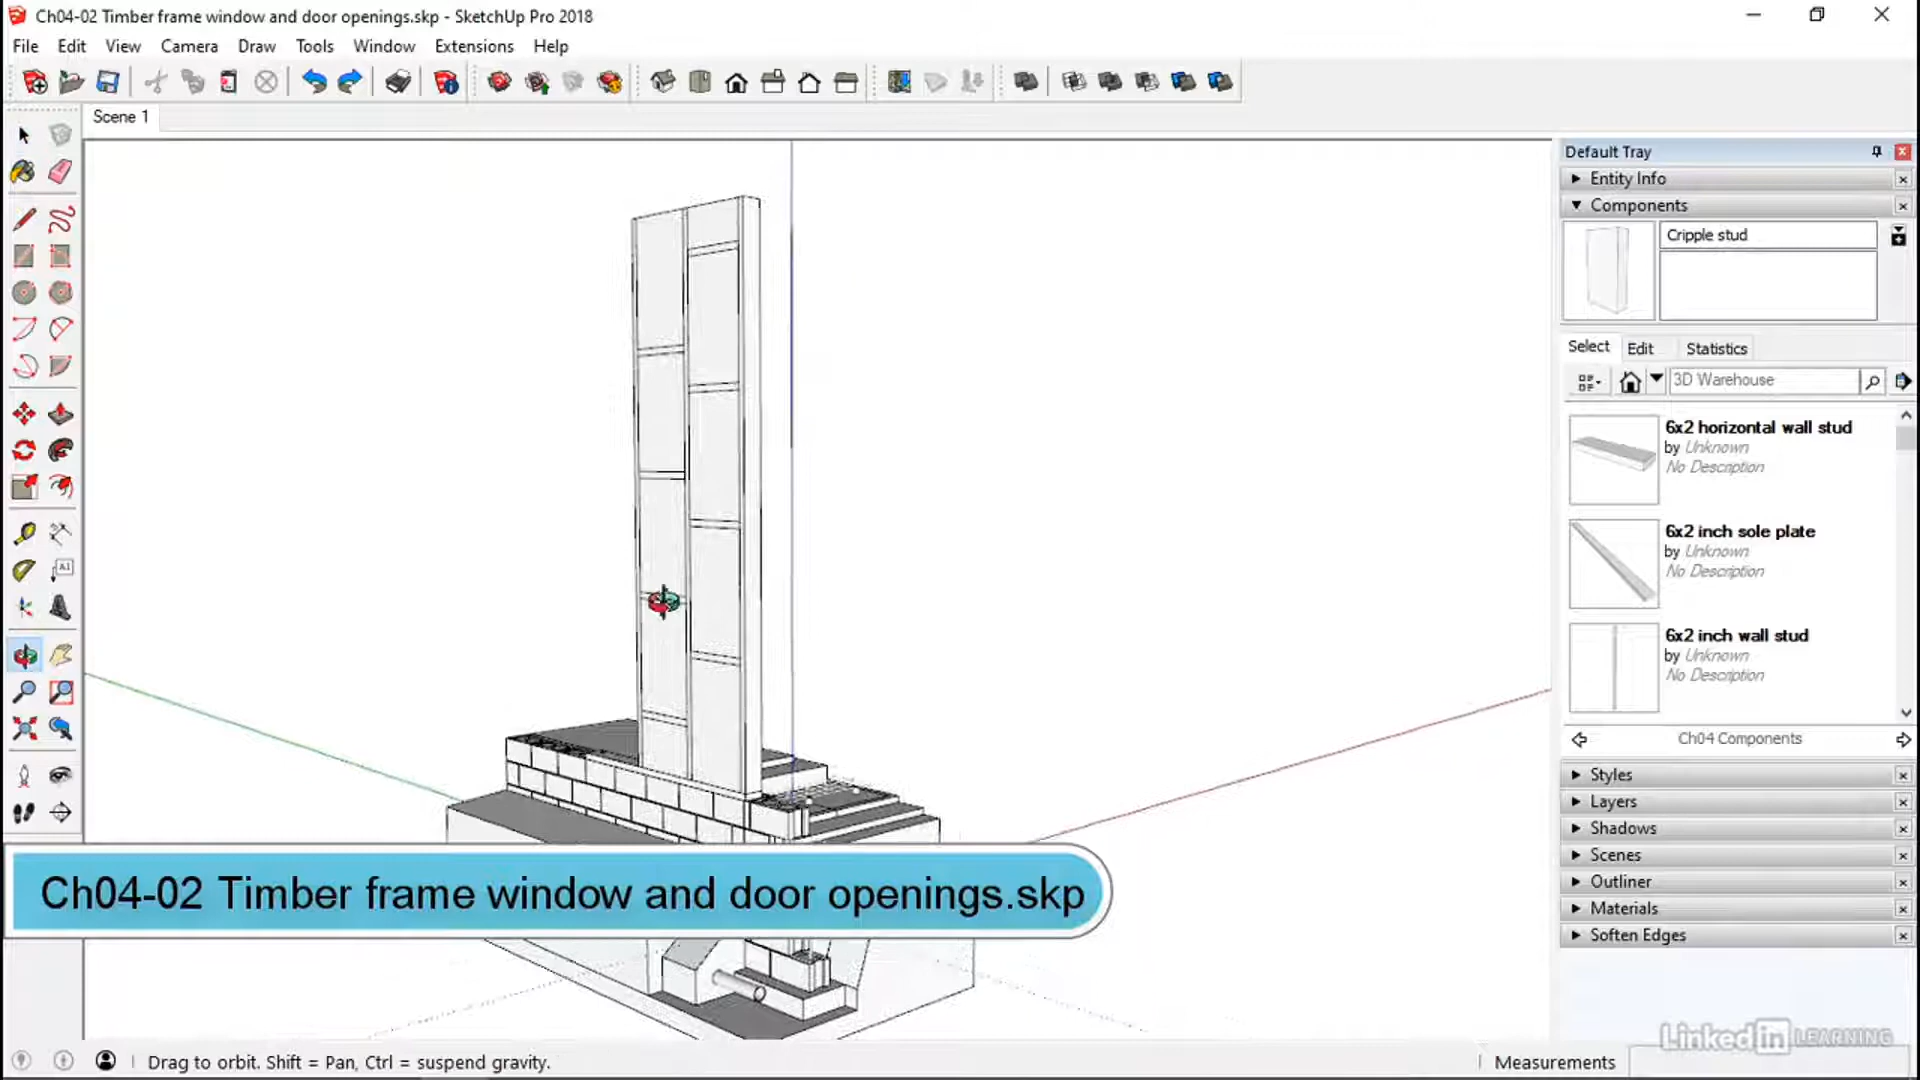 Ch04-02 Timber frame window and door openings.skp - SketchUp Pro 2018
File Edit View Camera Draw Tools Window Extensions Help
Scene 1
Default Tray
Entity Info
Components
Cripple stud
Select Edit Statistics
3D Warehouse
6x2 horizontal wall stud
by Unknown
No Description
6x2 inch sole plate
by Unknown
No Description
6x2 inch wall stud
by Unknown
No Description
Ch04 Components
Styles
Layers
Shadows
Scenes
Outliner
Materials
Soften Edges
A1
Ch04-02 Timber frame window and door openings.skp
Linked in LEARNING
Drag to orbit. Shift = Pan, Ctrl = suspend gravity.
Measurements